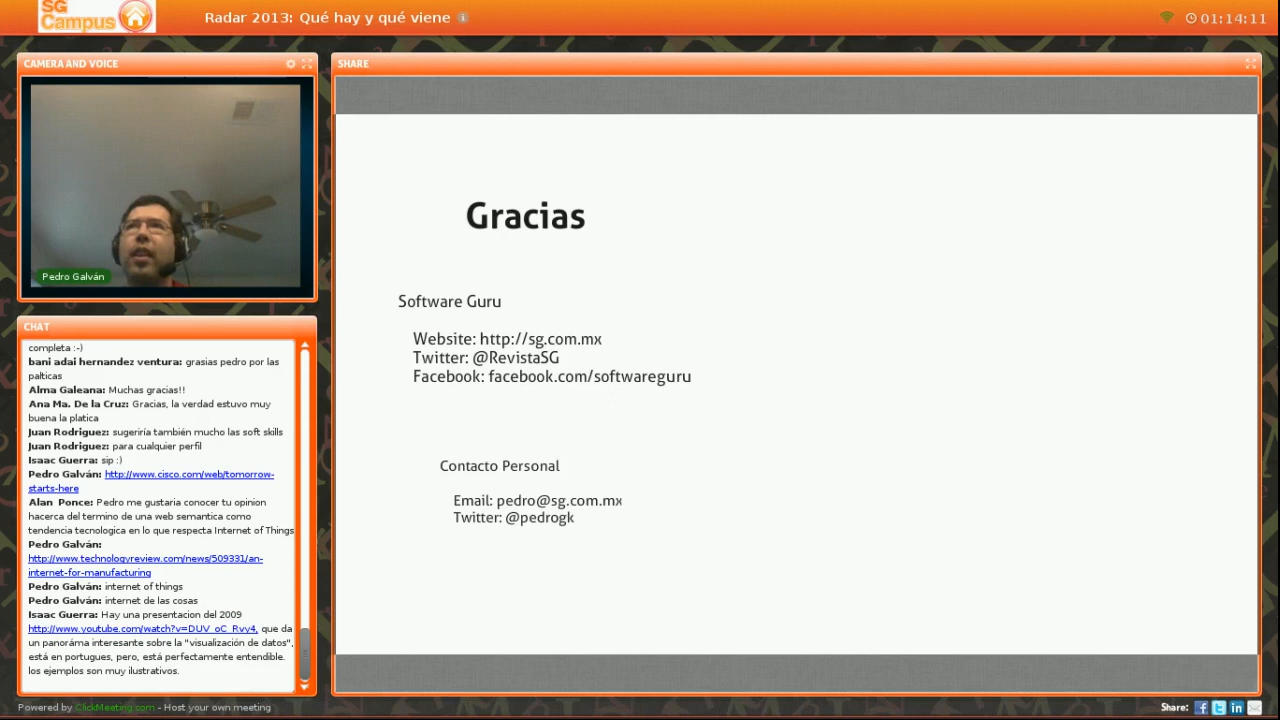 SG
Campus
Radar 2013: Qué hay y qué viene
01:14:11
CAMERA AND VOICE
Pedro Galván
CHAT
completa :-)
bani adai hernandez ventura: grasias pedro por las
palticas
Alma Galeana: Muchas gracias!!
Ana Ma. De la Cruz: Gracias, la verdad estuvo muy
buena la platica
Juan Rodriguez: sugeriría también mucho las soft skills
Juan Rodriguez: para cualquier perfil
Isaac Guerra: sip :)
Pedro Galván: http://www.cisco.com/web/tomorrow-
starts-here
Alan Ponce: Pedro me gustaria conocer tu opinion
hacerca del termino de una web semantica como
tendencia tecnologica en lo que respecta Internet of Things
Pedro Galván:
http://www.technologyreview.com/news/509331/an-
internet-for-manufacturing
Pedro Galván: internet of things
Pedro Galván: internet de las cosas
Isaac Guerra: Hay una presentacion del 2009
http://www.youtube.com/watch?v=DUV_oC_Rvy4, que da
un panoráma interesante sobre la "visualización de datos",
está en portugues, pero, está perfectamente entendible.
los ejemplos son muy ilustrativos.
SHARE
Gracias
Software Guru
Website: http://sg.com.mx
Twitter: @RevistaSG
Facebook: facebook.com/softwareguru
Contacto Personal
Email: pedro@sg.com.mx
Twitter: @pedrogk
Powered by ClickMeeting.com - Host your own meeting
Share: